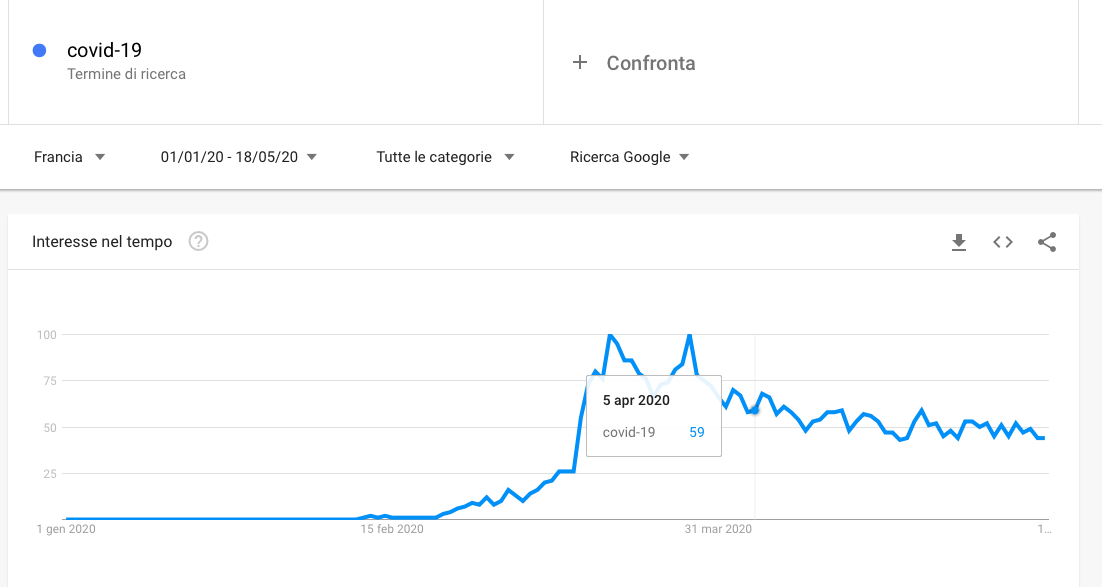 covid-19
Termine di ricerca
+ Confronta
Francia
01/01/20 - 18/05/20
Tutte le categorie
Ricerca Google
Interesse nel tempo ?
100
75
50
25
5 apr 2020
covid-19 59
1 gen 2020
15 feb 2020
31 mar 2020
1...